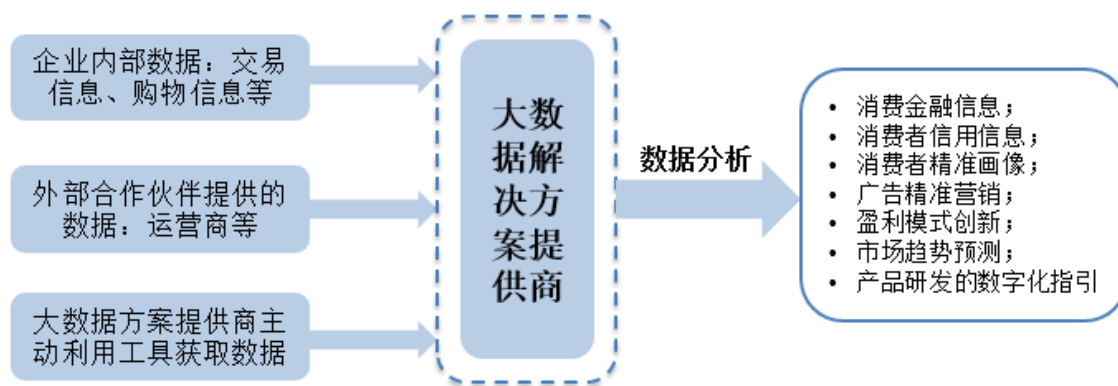 企业内部数据：交易
信息、购物信息等
外部合作伙伴提供的
数据：运营商等
大数据方案提供商主
动利用工具获取数据
大数
据解
决方
案提
供商
数据分析
• 消费金融信息；
• 消费者信用信息；
• 消费者精准画像；
• 广告精准营销；
• 盈利模式创新；
• 市场趋势预测；
• 产品研发的数字化指引